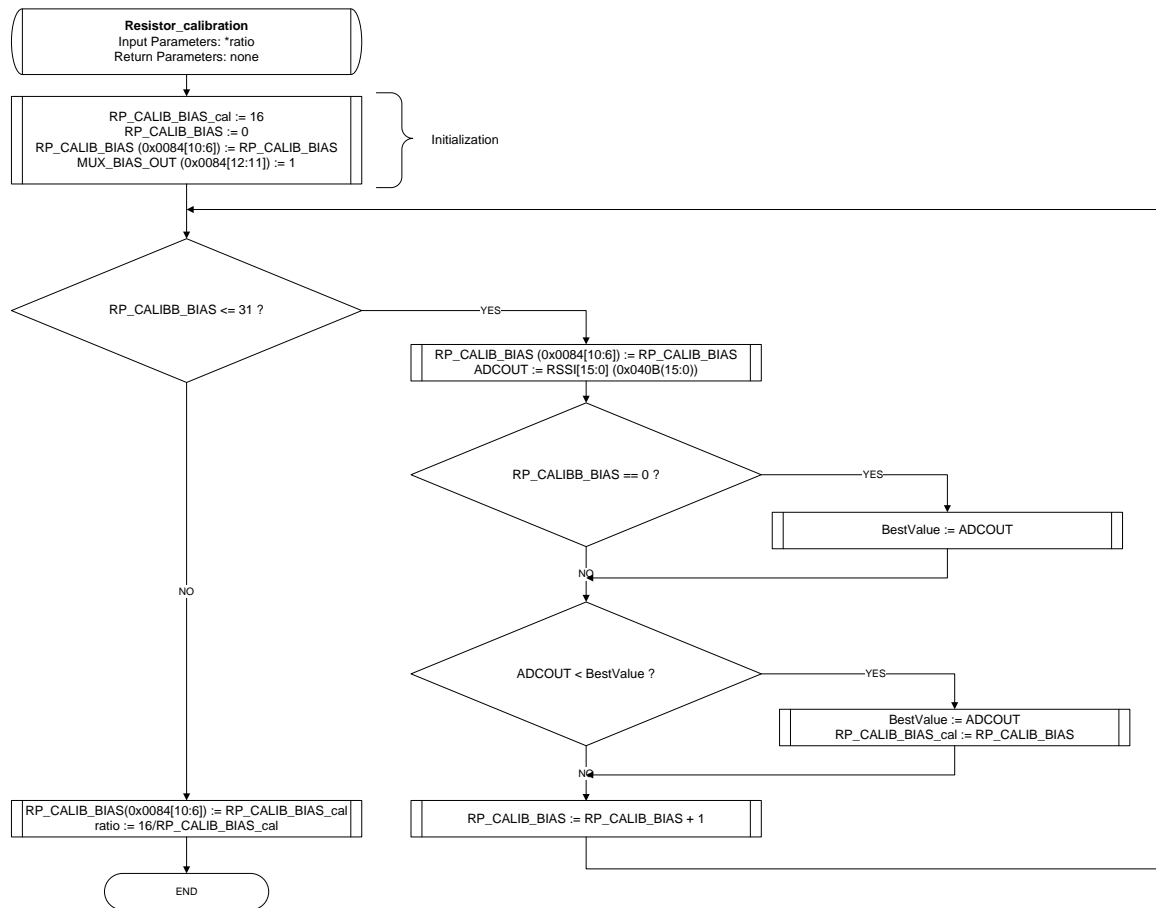 Resistor_calibration
Input Parameters: *ratio
Return Parameters: none
RP_CALIB_BIAS_cal := 16
RP_CALIB_BIAS := 0
RP_CALIB_BIAS (0x0084[10:6]) := RP_CALIB_BIAS
MUX_BIAS_OUT (0x0084[12:11]) := 1
Initialization
RP_CALIBB_BIAS <= 31 ?
YES
RP_CALIB_BIAS (0x0084[10:6]) := RP_CALIB_BIAS
ADCOUT := RSSI[15:0] (0x040B(15:0))
RP_CALIBB_BIAS == 0 ?
YES
BestValue := ADCOUT
NO
NO
ADCOUT < BestValue ?
YES
BestValue := ADCOUT
RP_CALIB_BIAS_cal := RP_CALIB_BIAS
NO
RP_CALIB_BIAS(0x0084[10:6]) := RP_CALIB_BIAS_cal
ratio := 16/RP_CALIB_BIAS_cal
RP_CALIB_BIAS := RP_CALIB_BIAS + 1
END